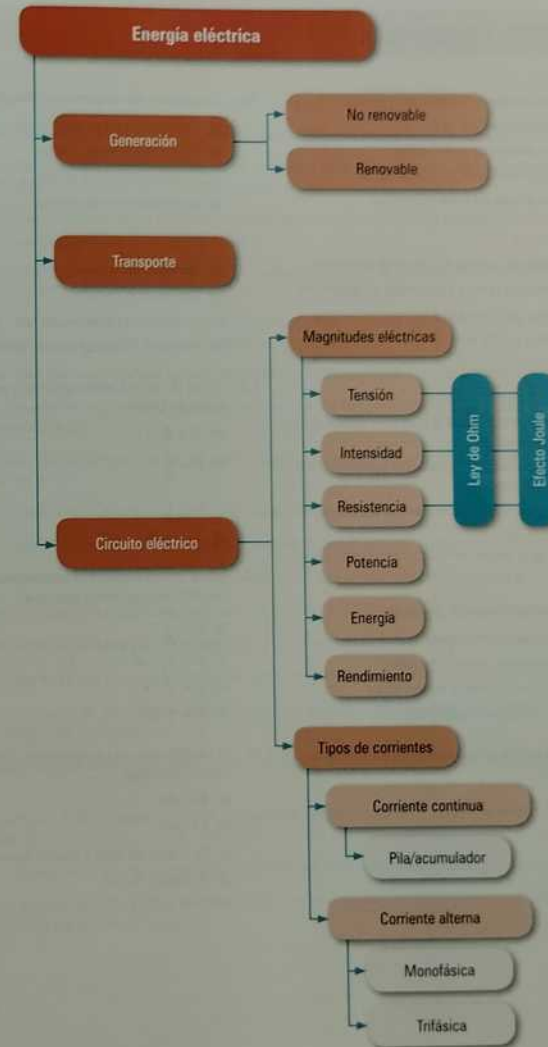 Energía eléctrica
Generación
No renovable
Renovable
Transporte
Circuito eléctrico
Magnitudes eléctricas
Tensión
Intensidad
Resistencia
Ley de Ohm
Efecto Joule
Potencia
Energía
Rendimiento
Tipos de corrientes
Corriente continua
Pila/acumulador
Corriente alterna
Monofásica
Trifásica